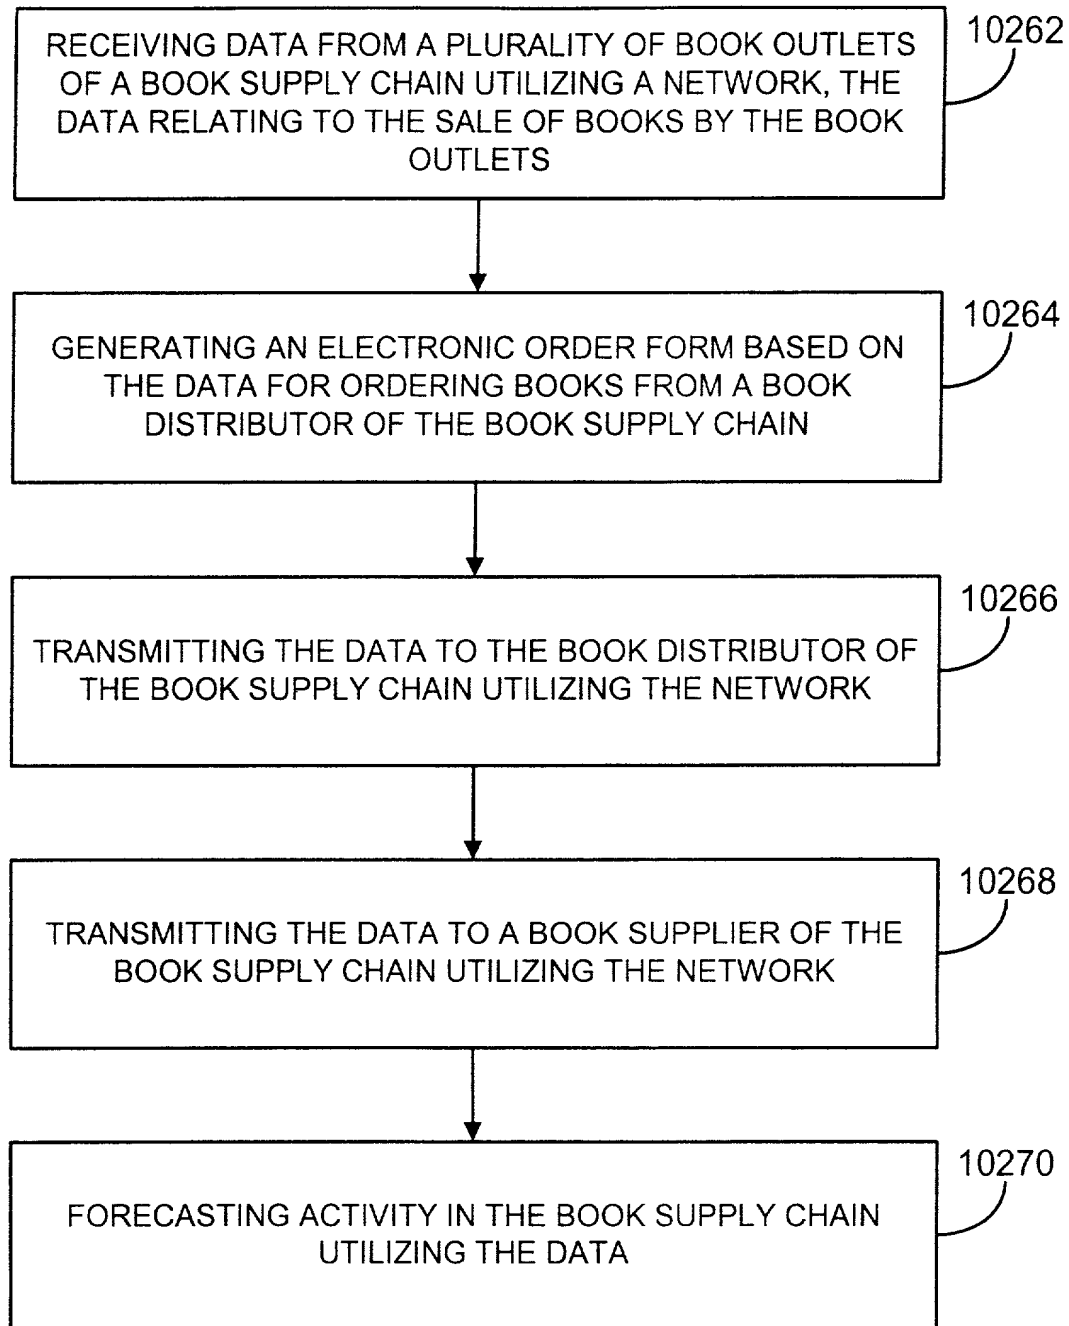 RECEIVING DATA FROM A PLURALITY OF BOOK OUTLETS
OF A BOOK SUPPLY CHAIN UTILIZING A NETWORK, THE
DATA RELATING TO THE SALE OF BOOKS BY THE BOOK
OUTLETS
10262
GENERATING AN ELECTRONIC ORDER FORM BASED ON
THE DATA FOR ORDERING BOOKS FROM A BOOK
DISTRIBUTOR OF THE BOOK SUPPLY CHAIN
10264
TRANSMITTING THE DATA TO THE BOOK DISTRIBUTOR OF
THE BOOK SUPPLY CHAIN UTILIZING THE NETWORK
10266
TRANSMITTING THE DATA TO A BOOK SUPPLIER OF THE
BOOK SUPPLY CHAIN UTILIZING THE NETWORK
10268
FORECASTING ACTIVITY IN THE BOOK SUPPLY CHAIN
UTILIZING THE DATA
10270